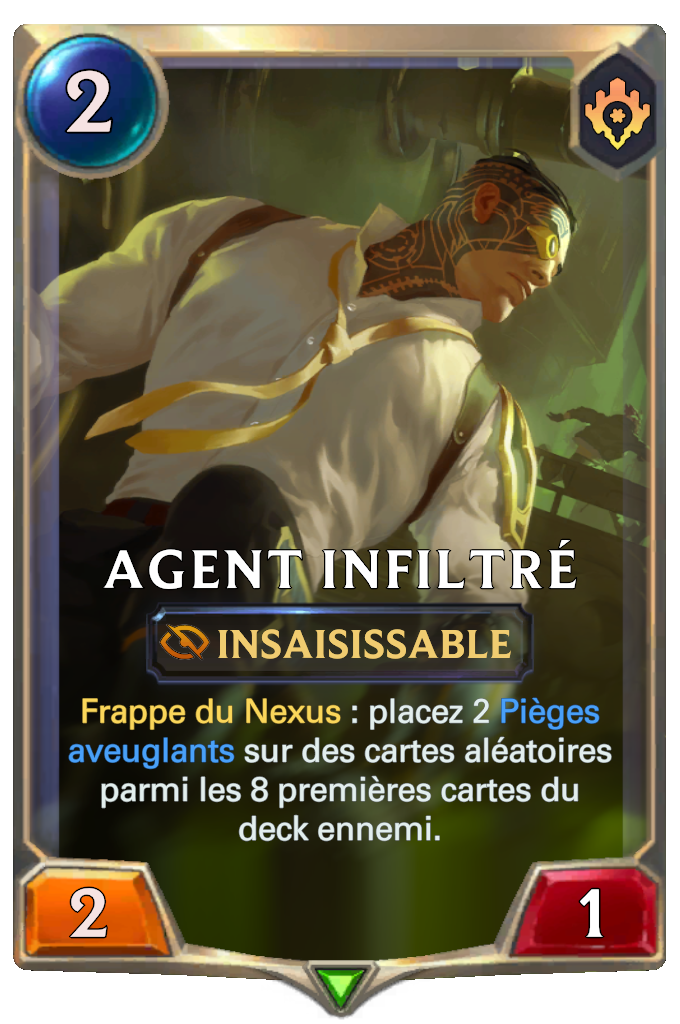 2
AGENT INFILTRÉ
INSAISISSABLE
Frappe du Nexus : placez 2 Pièges
aveuglants sur des cartes aléatoires
parmi les 8 premières cartes du
deck ennemi.
2
1